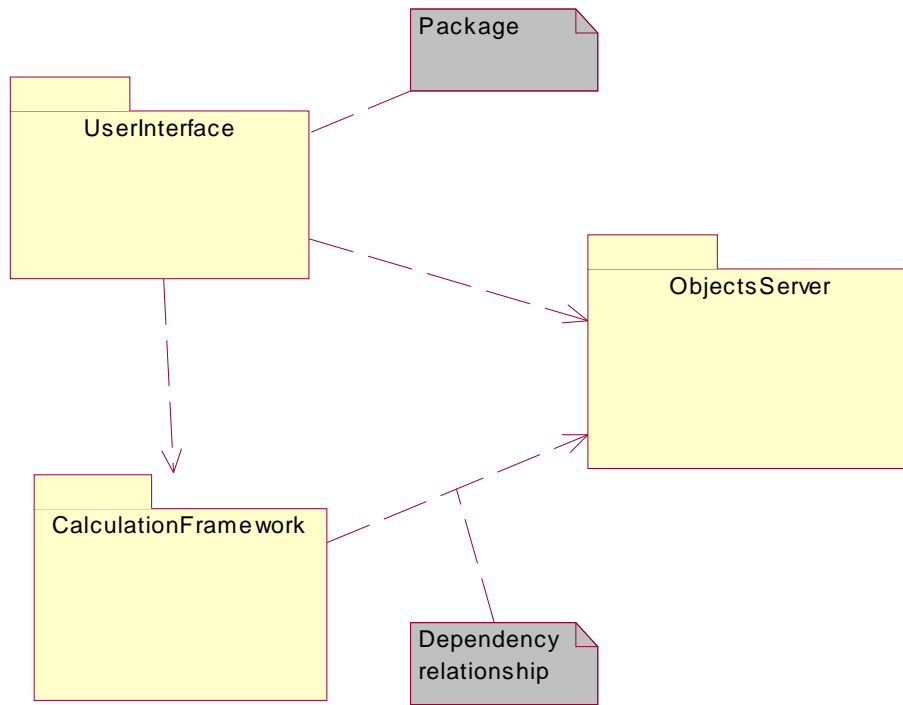 Package
UserInterface
ObjectsServer
CalculationFramework
Dependency
relationship